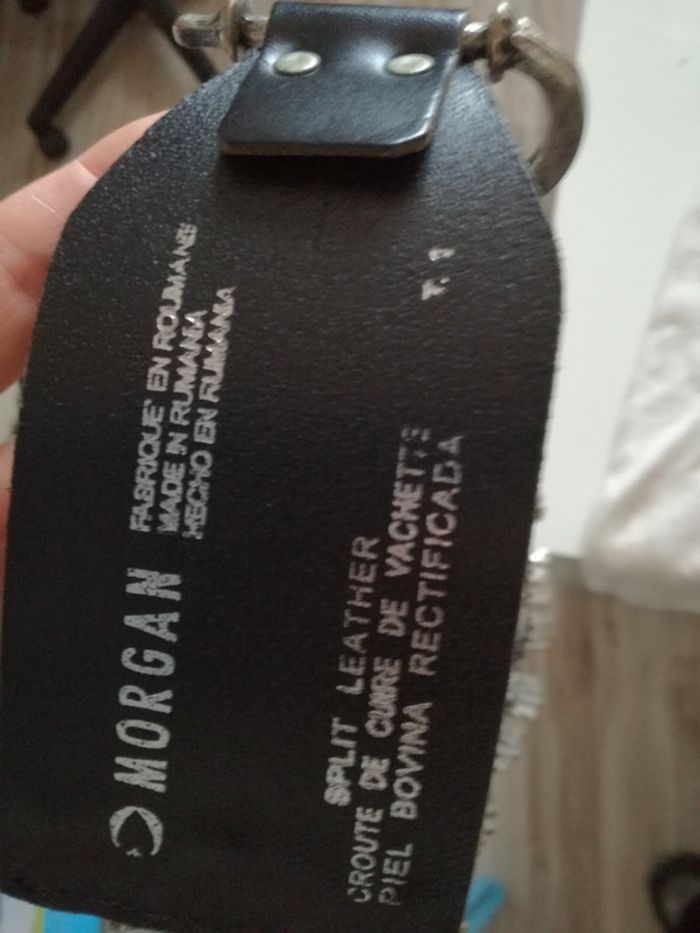 MORGAN
FABRIQUE' EN ROUMANIE
MADE IN RUMANIA
HECHO EN RUMANIA
T. 1
SPLIT LEATHER
CROUTE DE CUIRE DE VACHETTE
PIEL BOVINA RECTIFICADA